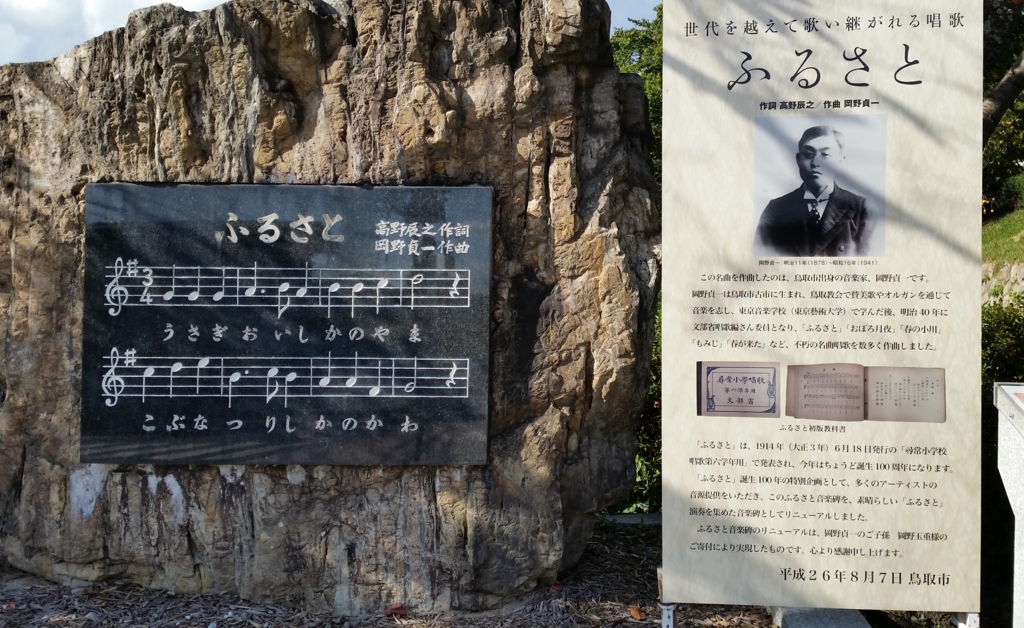 ふるさと
高野辰之作詞
岡野貞一作曲
うさぎおいしかのやま
こぶなつりしかのかわ
世代を越えて歌い継がれる唱歌
ふるさと
作詞 高野辰之／作曲 岡野貞一
岡野貞一 明治11年(1878)～昭和16年(1941)
この名曲を作曲したのは、鳥取市出身の音楽家、岡野貞一です。
岡野貞一は鳥取市古市に生まれ、鳥取教会で賛美歌やオルガンを通じて
音楽を志し、東京音楽学校（東京藝術大学）で学んだ後、明治40年に
文部省唱歌編さん委員となり、「ふるさと」「おぼろ月夜」「春の小川」
「もみじ」「春が来た」など、不朽の名曲唱歌を数多く作曲しました。
尋常小學唱歌
第六學年用
文部省
ふるさと初版教科書
「ふるさと」は、1914年（大正3年）6月18日発行の「尋常小学校
唱歌第六学年用」で発表され、今年はちょうど誕生100周年になります。
「ふるさと」誕生100年の特別企画として、多くのアーティストの
音源提供をいただき、このふるさと音楽碑を、素晴らしい「ふるさと」
演奏を集めた音楽碑としてリニューアルしました。
ふるさと音楽碑のリニューアルは、岡野貞一のご子孫 岡野玉重様の
ご寄付により実現したものです。心より感謝申し上げます。
平成26年8月7日 鳥取市